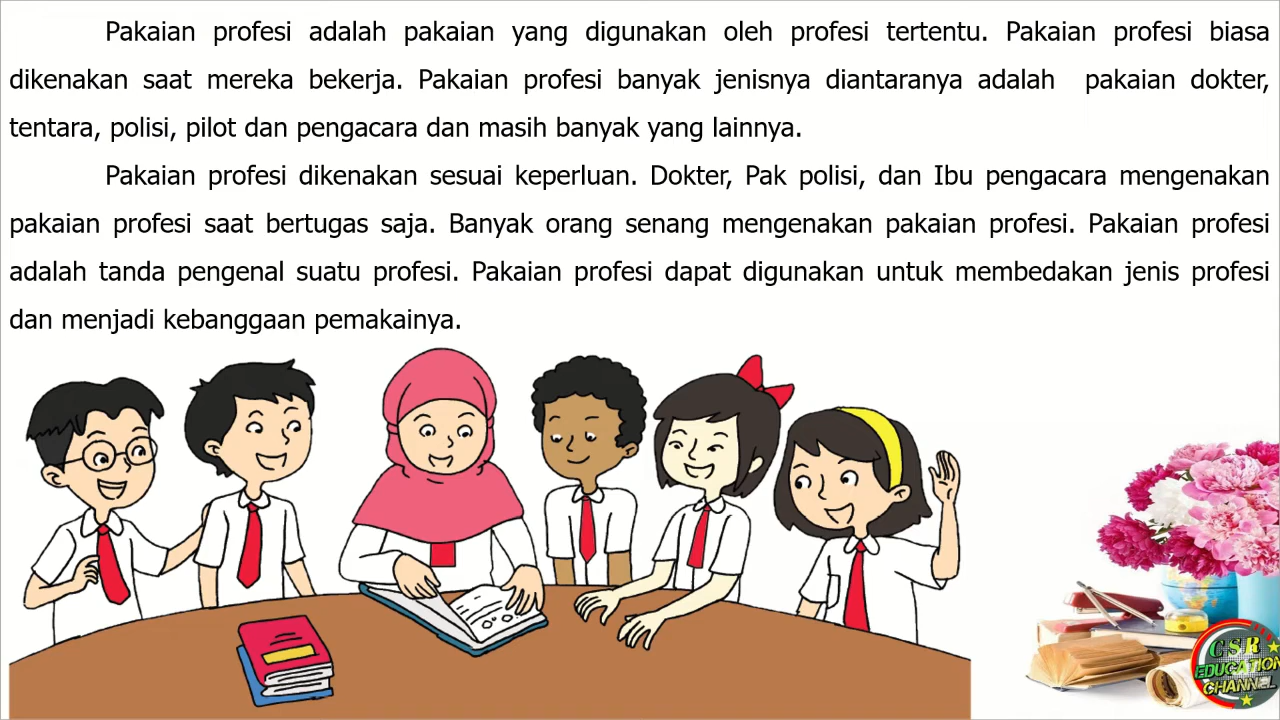 Pakaian profesi adalah pakaian yang digunakan oleh profesi tertentu. Pakaian profesi biasa
dikenakan saat mereka bekerja. Pakaian profesi banyak jenisnya diantaranya adalah pakaian dokter,
tentara, polisi, pilot dan pengacara dan masih banyak yang lainnya.
Pakaian profesi dikenakan sesuai keperluan. Dokter, Pak polisi, dan Ibu pengacara mengenakan
pakaian profesi saat bertugas saja. Banyak orang senang mengenakan pakaian profesi. Pakaian profesi
adalah tanda pengenal suatu profesi. Pakaian profesi dapat digunakan untuk membedakan jenis profesi
dan menjadi kebanggaan pemakainya.
CSR
EDUCATION
CHANNEL